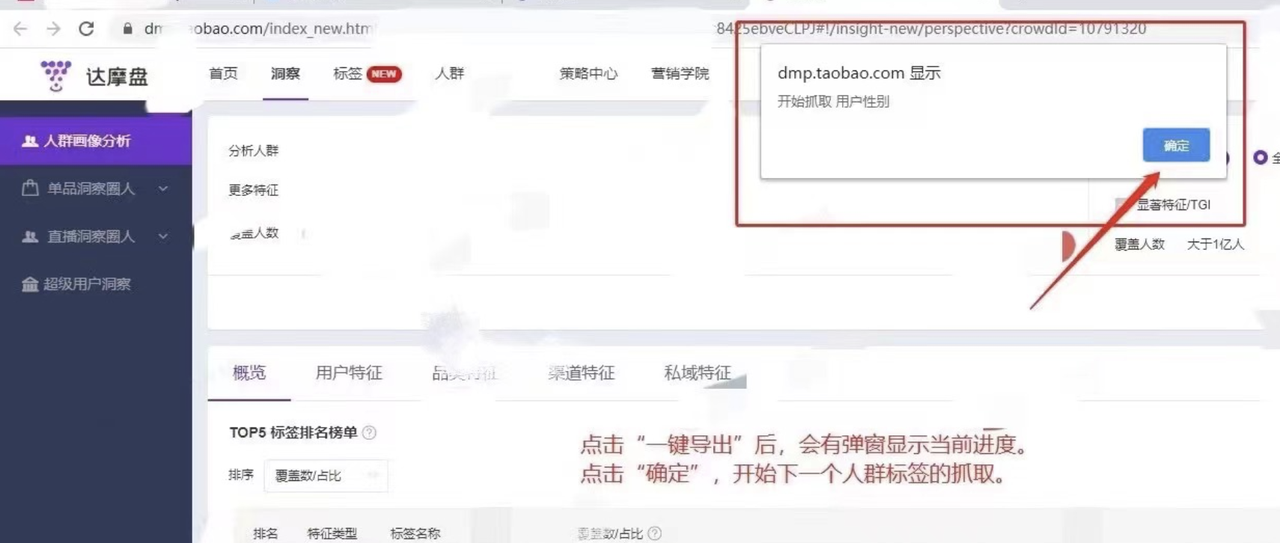 dm
obao.com/index_new.htm
8425ebveCLPJ#!/insight-new/perspective?crowdId=10791320
达摩盘
首页
洞察
标签 NEW
人群
策略中心
营销学院
dmp.taobao.com 显示
开始抓取 用户性别
确定
人群画像分析
单品洞察圈人
直播洞察圈人
超级用户洞察
分析人群
更多特征
覆盖人数
全
显著特征/TGI
覆盖人数 大于1亿人
概览
用户特征
品类特征
渠道特征
私域特征
TOP5 标签排名榜单
排序 覆盖数/占比
点击“一键导出”后，会有弹窗显示当前进度。
点击“确定”，开始下一个人群标签的抓取。
排名 特征类型 标签名称 覆盖数/占比